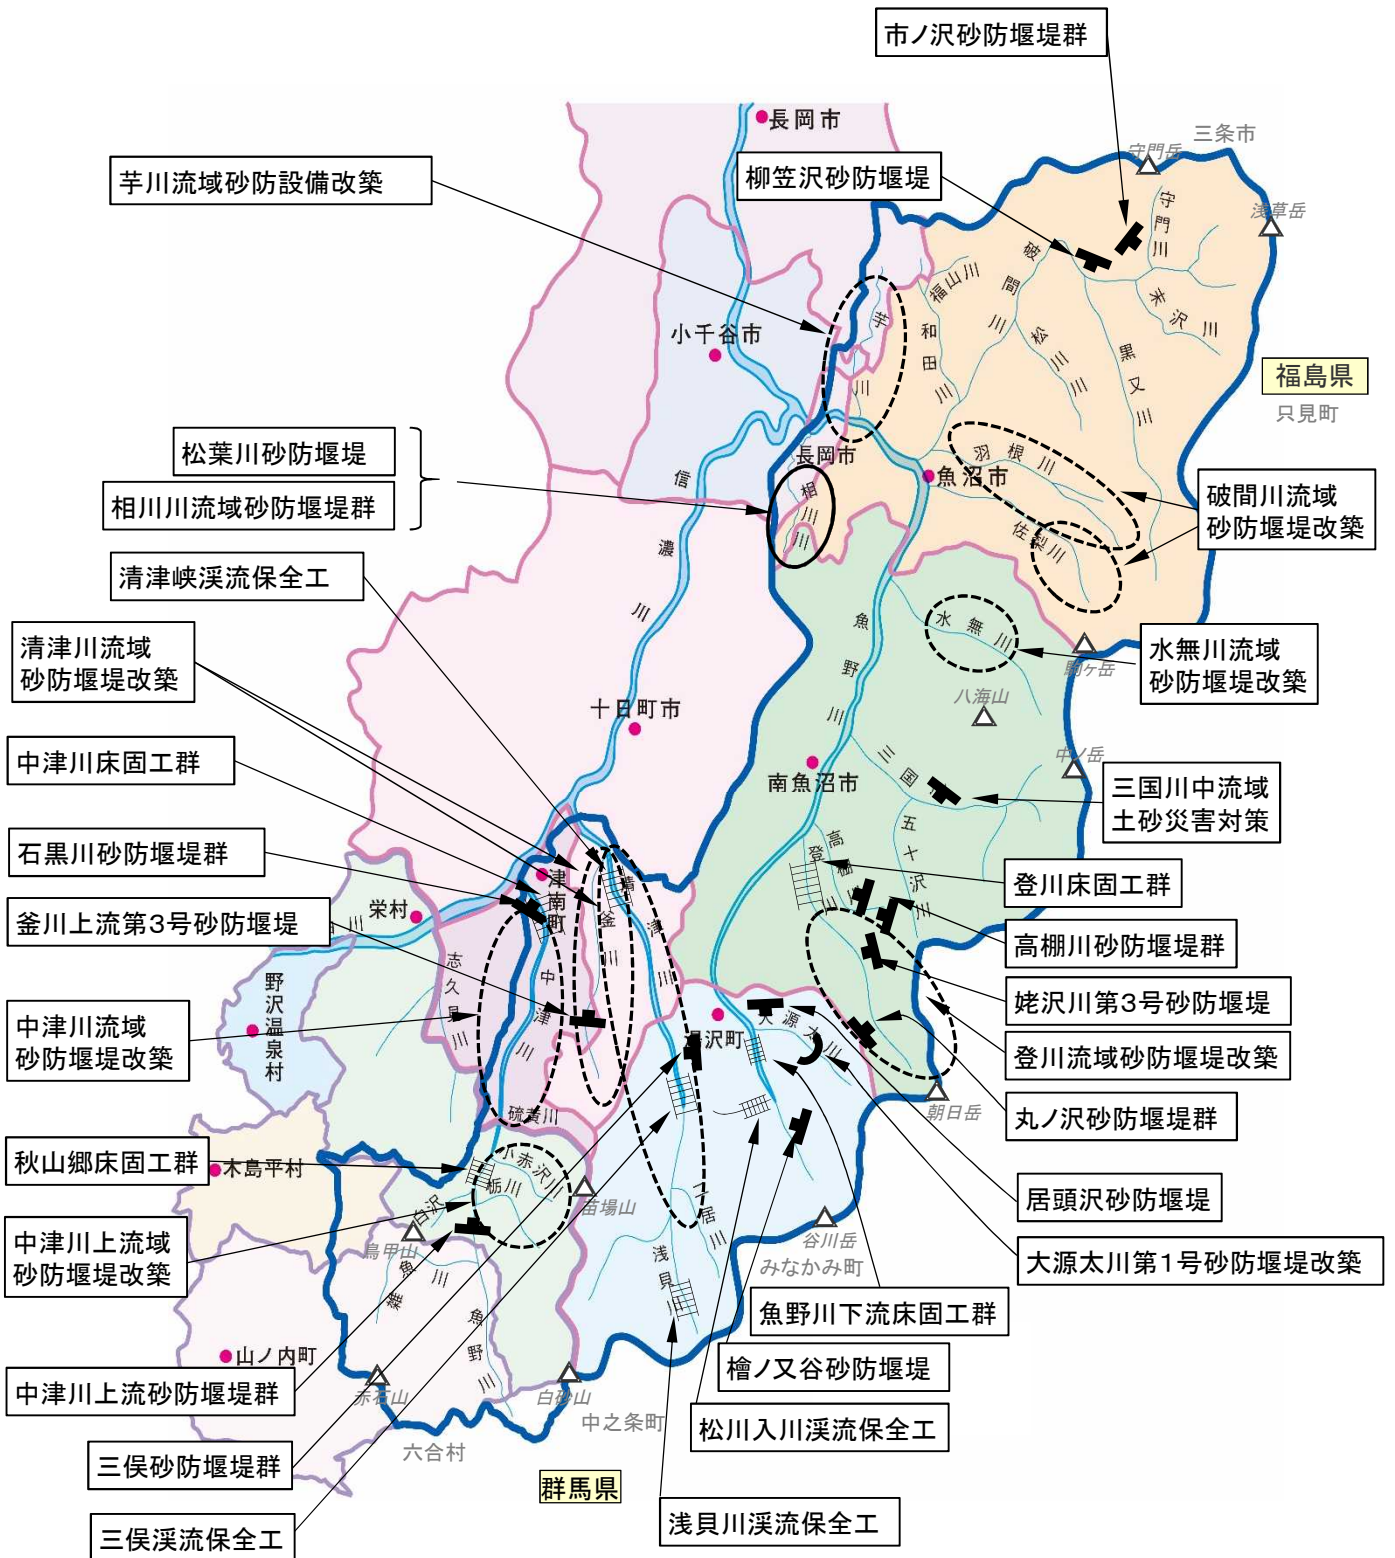 市ノ沢砂防堰堤群
長岡市
三条市
守門岳
芋川流域砂防設備改築
柳笠沢砂防堰堤
浅草岳
守門川
破間川
福山川
末沢川
芋川
和田川
松川川
黒又川
小千谷市
福島県
只見町
松葉川砂防堰堤
相川川流域砂防堰堤群
長岡市
魚沼市
羽根川
相川川
佐梨川
破間川流域
砂防堰堤改築
信濃川
清津峡渓流保全工
清津川流域
砂防堰堤改築
魚野川
水無川
水無川流域
砂防堰堤改築
駒ヶ岳
八海山
十日町市
中津川床固工群
南魚沼市
三国川
中ノ岳
三国川中流域
土砂災害対策
五十沢川
石黒川砂防堰堤群
登川
高棚川
登川床固工群
津南町
清津川
釜川
栄村
釜川上流第3号砂防堰堤
高棚川砂防堰堤群
志久見川
中津川
野沢温泉村
姥沢川第3号砂防堰堤
中津川流域
砂防堰堤改築
湯沢町
大源太川
登川流域砂防堰堤改築
朝日岳
丸ノ沢砂防堰堤群
硫黄川
秋山郷床固工群
木島平村
小赤沢川
栃川
白沢
苗場山
居頭沢砂防堰堤
中津川上流域
砂防堰堤改築
鳥甲山
二居川
谷川岳
みなかみ町
大源太川第1号砂防堰堤改築
浅貝川
雑魚川
魚野川
魚野川下流床固工群
山ノ内町
檜ノ又谷砂防堰堤
中津川上流砂防堰堤群
赤石山
白砂山
中之条町
松川入川渓流保全工
六合村
三俣砂防堰堤群
群馬県
浅貝川渓流保全工
三俣渓流保全工